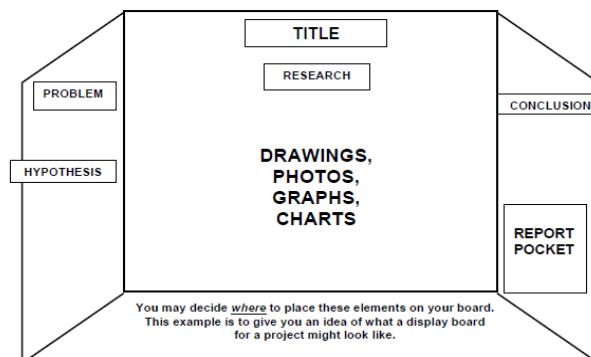 TITLE
RESEARCH
PROBLEM
HYPOTHESIS
DRAWINGS,
PHOTOS,
GRAPHS,
CHARTS
CONCLUSION
REPORT
POCKET
You may decide where to place these elements on your board.
This example is to give you an idea of what a display board
for a project might look like.